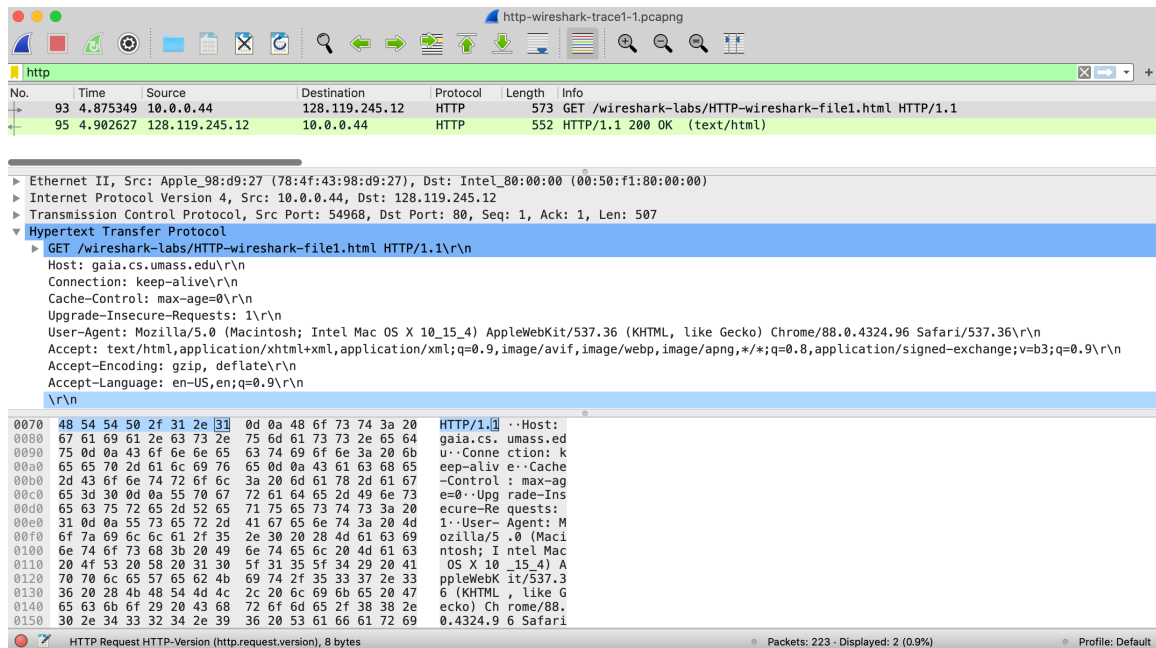 http-wireshark-trace1-1.pcapng
http
No. Time Source Destination Protocol Length Info
93 4.875349 10.0.0.44 128.119.245.12 HTTP 573 GET /wireshark-labs/HTTP-wireshark-file1.html HTTP/1.1
95 4.902627 128.119.245.12 10.0.0.44 HTTP 552 HTTP/1.1 200 OK (text/html)
Ethernet II, Src: Apple_98:d9:27 (78:4f:43:98:d9:27), Dst: Intel_80:00:00 (00:50:f1:80:00:00)
Internet Protocol Version 4, Src: 10.0.0.44, Dst: 128.119.245.12
Transmission Control Protocol, Src Port: 54968, Dst Port: 80, Seq: 1, Ack: 1, Len: 507
Hypertext Transfer Protocol
GET /wireshark-labs/HTTP-wireshark-file1.html HTTP/1.1\r\n
Host: gaia.cs.umass.edu\r\n
Connection: keep-alive\r\n
Cache-Control: max-age=0\r\n
Upgrade-Insecure-Requests: 1\r\n
User-Agent: Mozilla/5.0 (Macintosh; Intel Mac OS X 10_15_4) AppleWebKit/537.36 (KHTML, like Gecko) Chrome/88.0.4324.96 Safari/537.36\r\n
Accept: text/html,application/xhtml+xml,application/xml;q=0.9,image/avif,image/webp,image/apng,*/*;q=0.8,application/signed-exchange;v=b3;q=0.9\r\n
Accept-Encoding: gzip, deflate\r\n
Accept-Language: en-US,en;q=0.9\r\n
\r\n
0070 48 54 54 50 2f 31 2e 31 0d 0a 48 6f 73 74 3a 20 HTTP/1.1 ··Host:
0080 67 61 69 61 2e 63 73 2e 75 6d 61 73 73 2e 65 64 gaia.cs. umass.ed
0090 75 0d 0a 43 6f 6e 6e 65 63 74 69 6f 6e 3a 20 6b u··Conne ction: k
00a0 65 65 70 2d 61 6c 69 76 65 0d 0a 43 61 63 68 65 eep-aliv e··Cache
00b0 2d 43 6f 6e 74 72 6f 6c 3a 20 6d 61 78 2d 61 67 -Control : max-ag
00c0 65 3d 30 0d 0a 55 70 67 72 61 64 65 2d 49 6e 73 e=0··Upg rade-Ins
00d0 65 63 75 72 65 2d 52 65 71 75 65 73 74 73 3a 20 ecure-Re quests:
00e0 31 0d 0a 55 73 65 72 2d 41 67 65 6e 74 3a 20 4d 1··User- Agent: M
00f0 6f 7a 69 6c 6c 61 2f 35 2e 30 20 28 4d 61 63 69 ozilla/5 .0 (Maci
0100 6e 74 6f 73 68 3b 20 49 6e 74 65 6c 20 4d 61 63 ntosh; I ntel Mac
0110 20 4f 53 20 58 20 31 30 5f 31 35 5f 34 29 20 41 OS X 10 _15_4) A
0120 70 70 6c 65 57 65 62 4b 69 74 2f 35 33 37 2e 33 ppleWebK it/537.3
0130 36 20 28 4b 48 54 4d 4c 2c 20 6c 69 6b 65 20 47 6 (KHTML , like G
0140 65 63 6b 6f 29 20 43 68 72 6f 6d 65 2f 38 38 2e ecko) Ch rome/88.
0150 30 2e 34 33 32 34 2e 39 36 20 53 61 66 61 72 69 0.4324.9 6 Safari
HTTP Request HTTP-Version (http.request.version), 8 bytes Packets: 223 · Displayed: 2 (0.9%) Profile: Default